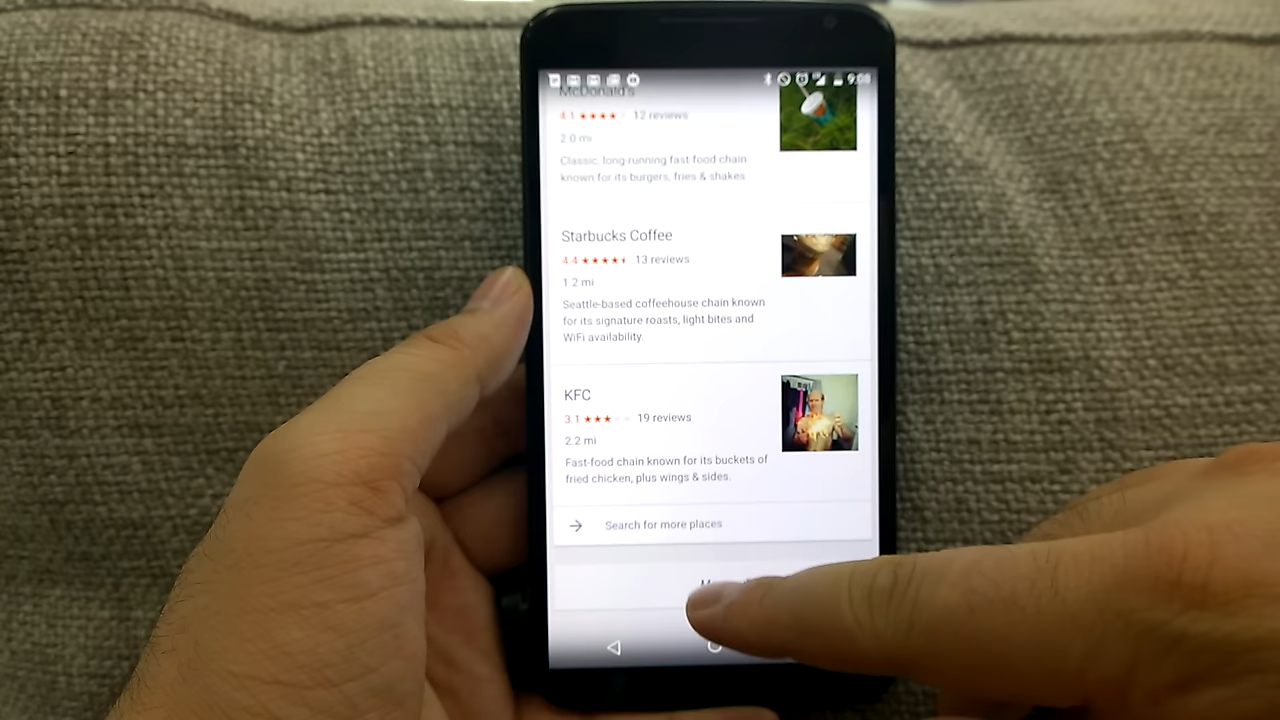 9:08
McDonald's
4.1 12 reviews
2.0 mi
Classic, long-running fast food chain
known for its burgers, fries & shakes.
Starbucks Coffee
4.4 13 reviews
1.2 mi
Seattle-based coffeehouse chain known
for its signature roasts, light bites and
WiFi availability.
KFC
3.1 19 reviews
2.2 mi
Fast-food chain known for its buckets of
fried chicken, plus wings & sides.
Search for more places